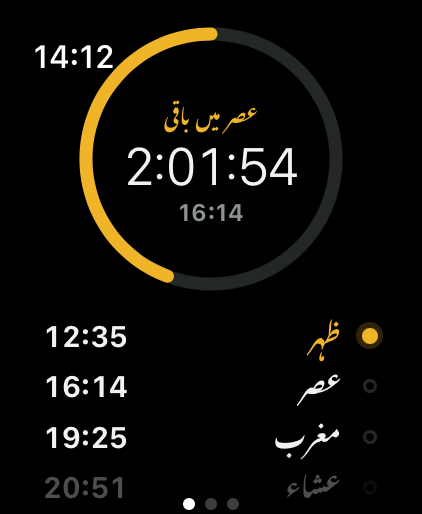 14:12
عصر میں باقی
2:01:54
16:14
ظہر 12:35
عصر 16:14
مغرب 19:25
عشاء 20:51